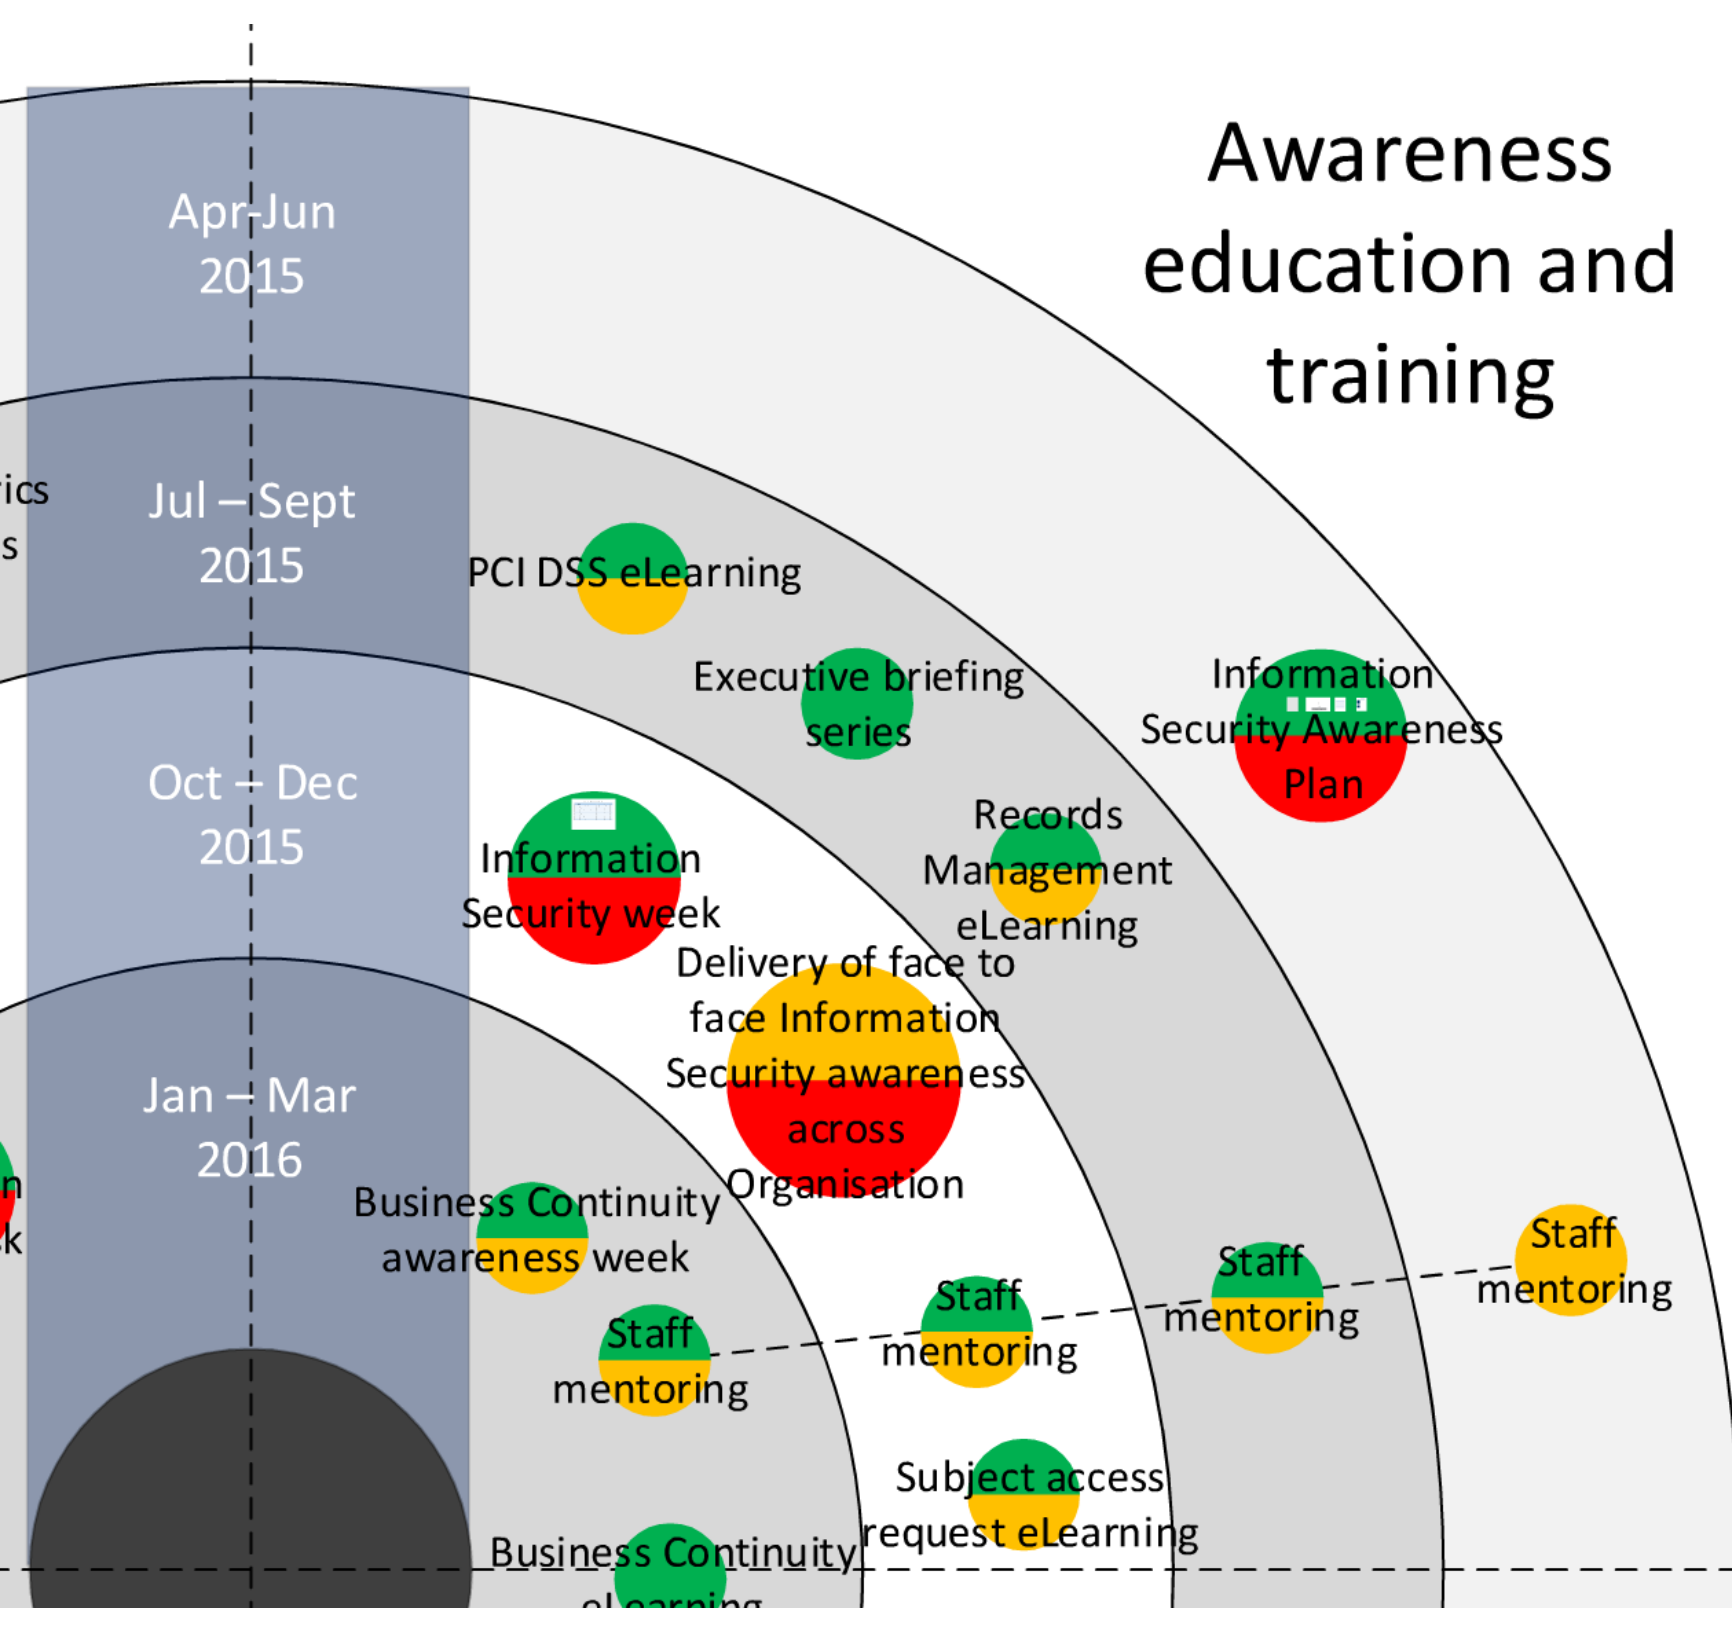 Awareness
education and
training
Apr-Jun
2015
Jul – Sept
2015
Oct – Dec
2015
Jan – Mar
2016
ics
s
n
k
PCI DSS eLearning
Executive briefing
series
Information
Security Awareness
Plan
Records
Management
eLearning
Information
Security week
Delivery of face to
face Information
Security awareness
across
Organisation
Business Continuity
awareness week
Staff
mentoring
Staff
mentoring
Staff
mentoring
Staff
mentoring
Subject access
request eLearning
Business Continuity
eLearning